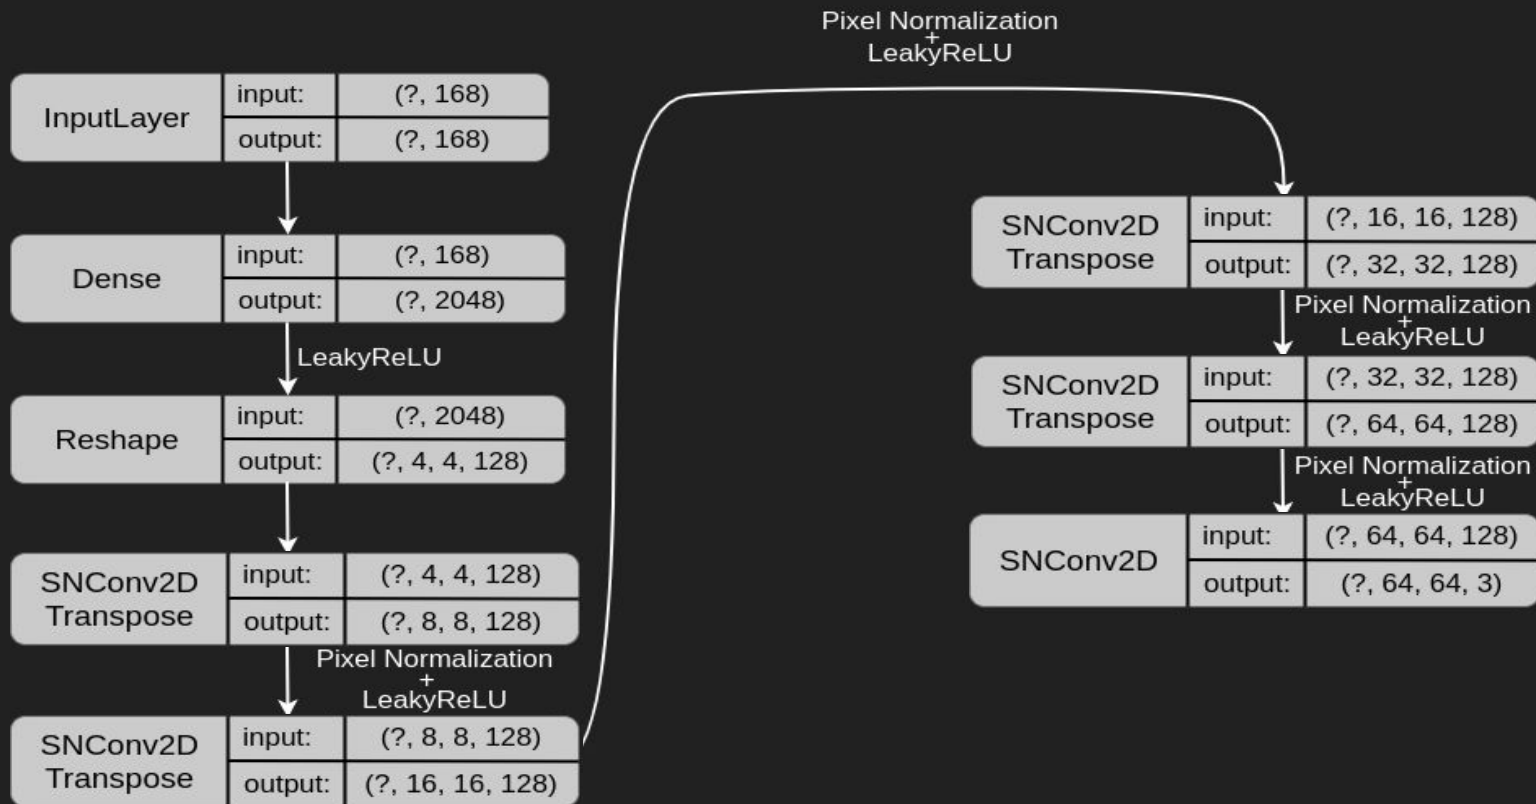 InputLayer
input: (?, 168)
output: (?, 168)
Dense
input: (?, 168)
output: (?, 2048)
LeakyReLU
Reshape
input: (?, 2048)
output: (?, 4, 4, 128)
SNConv2D
Transpose
input: (?, 4, 4, 128)
output: (?, 8, 8, 128)
Pixel Normalization
+
LeakyReLU
SNConv2D
Transpose
input: (?, 8, 8, 128)
output: (?, 16, 16, 128)
Pixel Normalization
+
LeakyReLU
SNConv2D
Transpose
input: (?, 16, 16, 128)
output: (?, 32, 32, 128)
Pixel Normalization
+
LeakyReLU
SNConv2D
Transpose
input: (?, 32, 32, 128)
output: (?, 64, 64, 128)
Pixel Normalization
+
LeakyReLU
SNConv2D
input: (?, 64, 64, 128)
output: (?, 64, 64, 3)